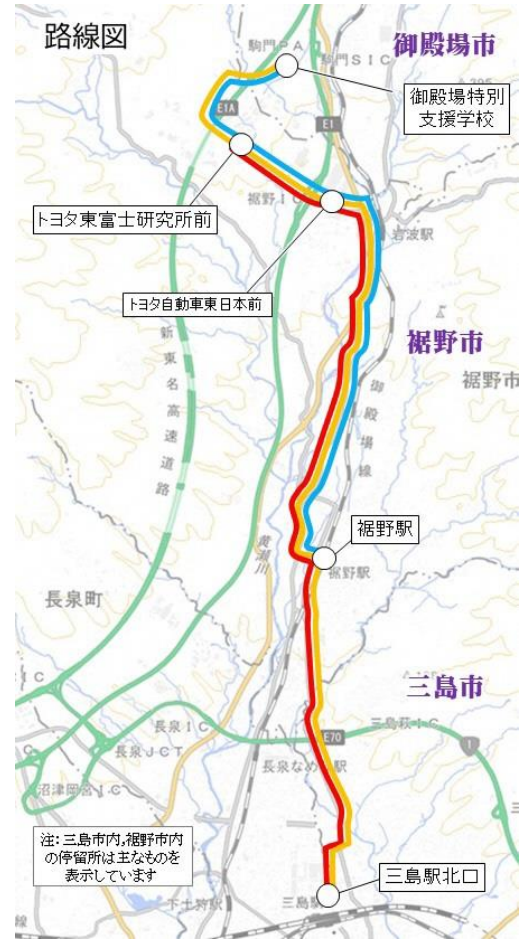 路線図
駒門PA
駒門SIC
御殿場市
御殿場特別
支援学校
E1A
E1
トヨタ東富士研究所前
裾野IC
岩波駅
トヨタ自動車東日本前
裾野市
裾野市
新東名高速道路
御殿場線
裾野駅
裾野駅
黄瀬川
長泉町
三島市
長泉IC
E70
三島萩IC
1
長泉JCT
長泉なめ
駅
沼津岡宮IC
注:三島市内,裾野市内
の停留所は主なものを
表示しています
三島駅北口
下土狩駅
三島駅